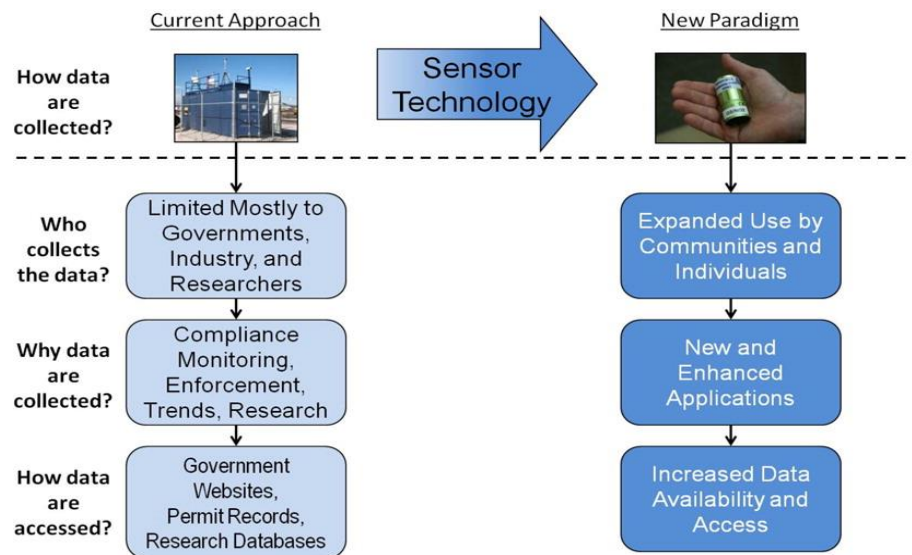 Current Approach
New Paradigm
How data
are
collected?
Sensor
Technology
Who
collects
the data?
Limited Mostly to
Governments,
Industry, and
Researchers
Expanded Use by
Communities and
Individuals
Why data
are
collected?
Compliance
Monitoring,
Enforcement,
Trends, Research
New and
Enhanced
Applications
How data
are
accessed?
Government
Websites,
Permit Records,
Research Databases
Increased Data
Availability and
Access